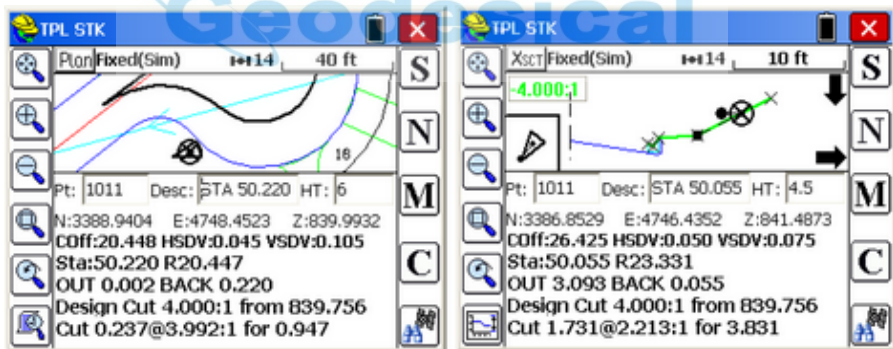 Geodesical
TPL STK
Plan Fixed(Sim) 14 40 ft
S
N
18
Pt: 1011 Desc: STA 50.220 HT: 6
M
N:3388.9404 E:4748.4523 Z:839.9932
COff:20.448 HSDV:0.045 VSDV:0.105
Sta:50.220 R20.447
C
OUT 0.002 BACK 0.220
Design Cut 4.000:1 from 839.756
Cut 0.237@3.992:1 for 0.947
TPL STK
XSCT Fixed(Sim) 14 10 ft
S
-4.000:1
N
Pt: 1011 Desc: STA 50.055 HT: 4.5
M
N:3386.8529 E:4746.4352 Z:841.4873
COff:26.425 HSDV:0.050 VSDV:0.075
Sta:50.055 R23.331
C
OUT 3.093 BACK 0.055
Design Cut 4.000:1 from 839.756
Cut 1.731@2.213:1 for 3.831